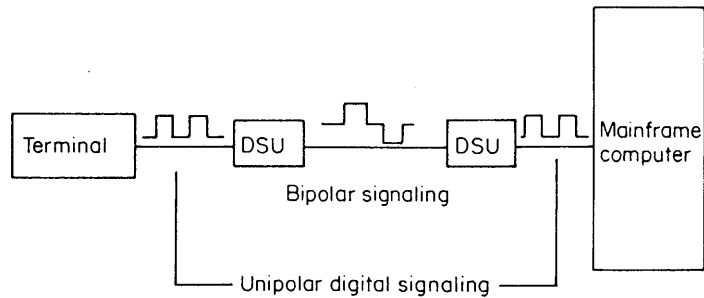 Terminal
DSU
DSU
Mainframe
computer
Bipolar signaling
Unipolar digital signaling